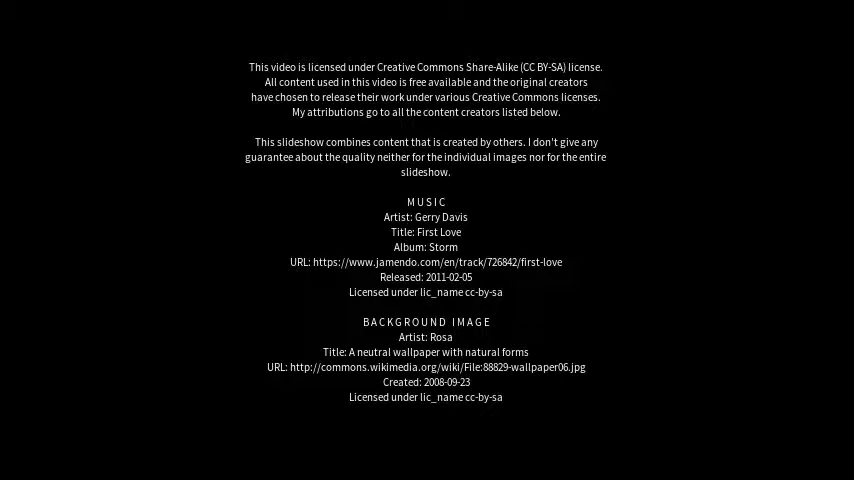 This video is licensed under Creative Commons Share-Alike (CC BY-SA) license.
All content used in this video is free available and the original creators
have chosen to release their work under various Creative Commons licenses.
My attributions go to all the content creators listed below.
This slideshow combines content that is created by others. I don't give any
guarantee about the quality neither for the individual images nor for the entire
slideshow.
M U S I C
Artist: Gerry Davis
Title: First Love
Album: Storm
URL: https://www.jamendo.com/en/track/726842/first-love
Released: 2011-02-05
Licensed under lic_name cc-by-sa
B A C K G R O U N D   I M A G E
Artist: Rosa
Title: A neutral wallpaper with natural forms
URL: http://commons.wikimedia.org/wiki/File:88829-wallpaper06.jpg
Created: 2008-09-23
Licensed under lic_name cc-by-sa